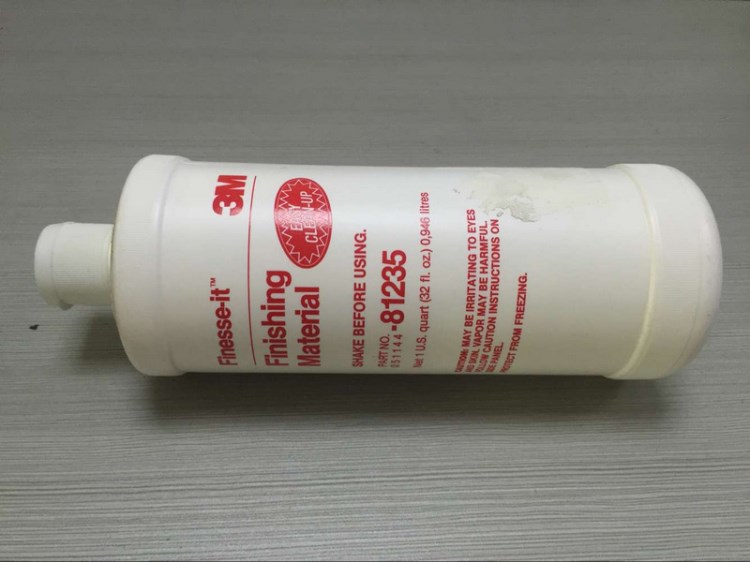 Finesse-it™ 3M
Finishing
Material
EASY
CLEAN-UP
SHAKE BEFORE USING.
PART NO.
051144-81235
Net 1 U.S. quart (32 fl. oz.) 0,946 litres
CAUTION: MAY BE IRRITATING TO EYES
AND SKIN. VAPOR MAY BE HARMFUL.
FOLLOW CAUTION INSTRUCTIONS ON
SIDE PANEL.
PROTECT FROM FREEZING.